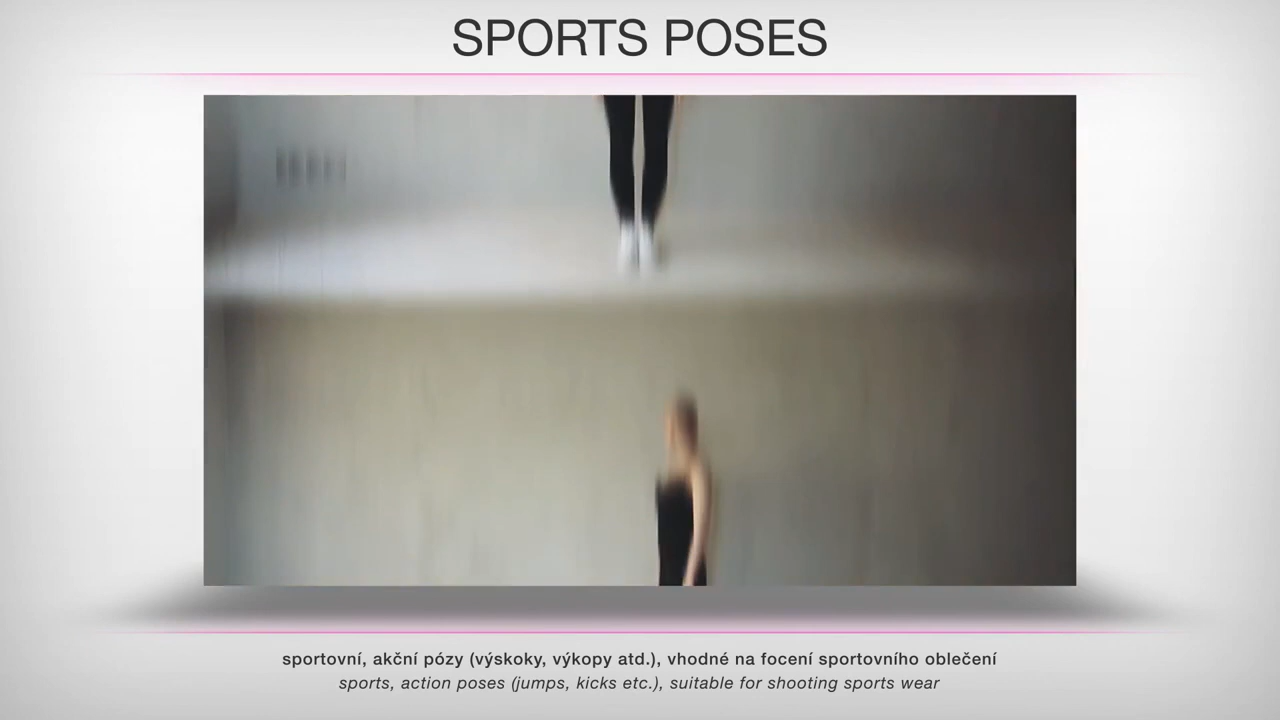 SPORTS POSES
sportovní, akční pózy (výskoky, výkopy atd.), vhodné na focení sportovního oblečení
sports, action poses (jumps, kicks etc.), suitable for shooting sports wear